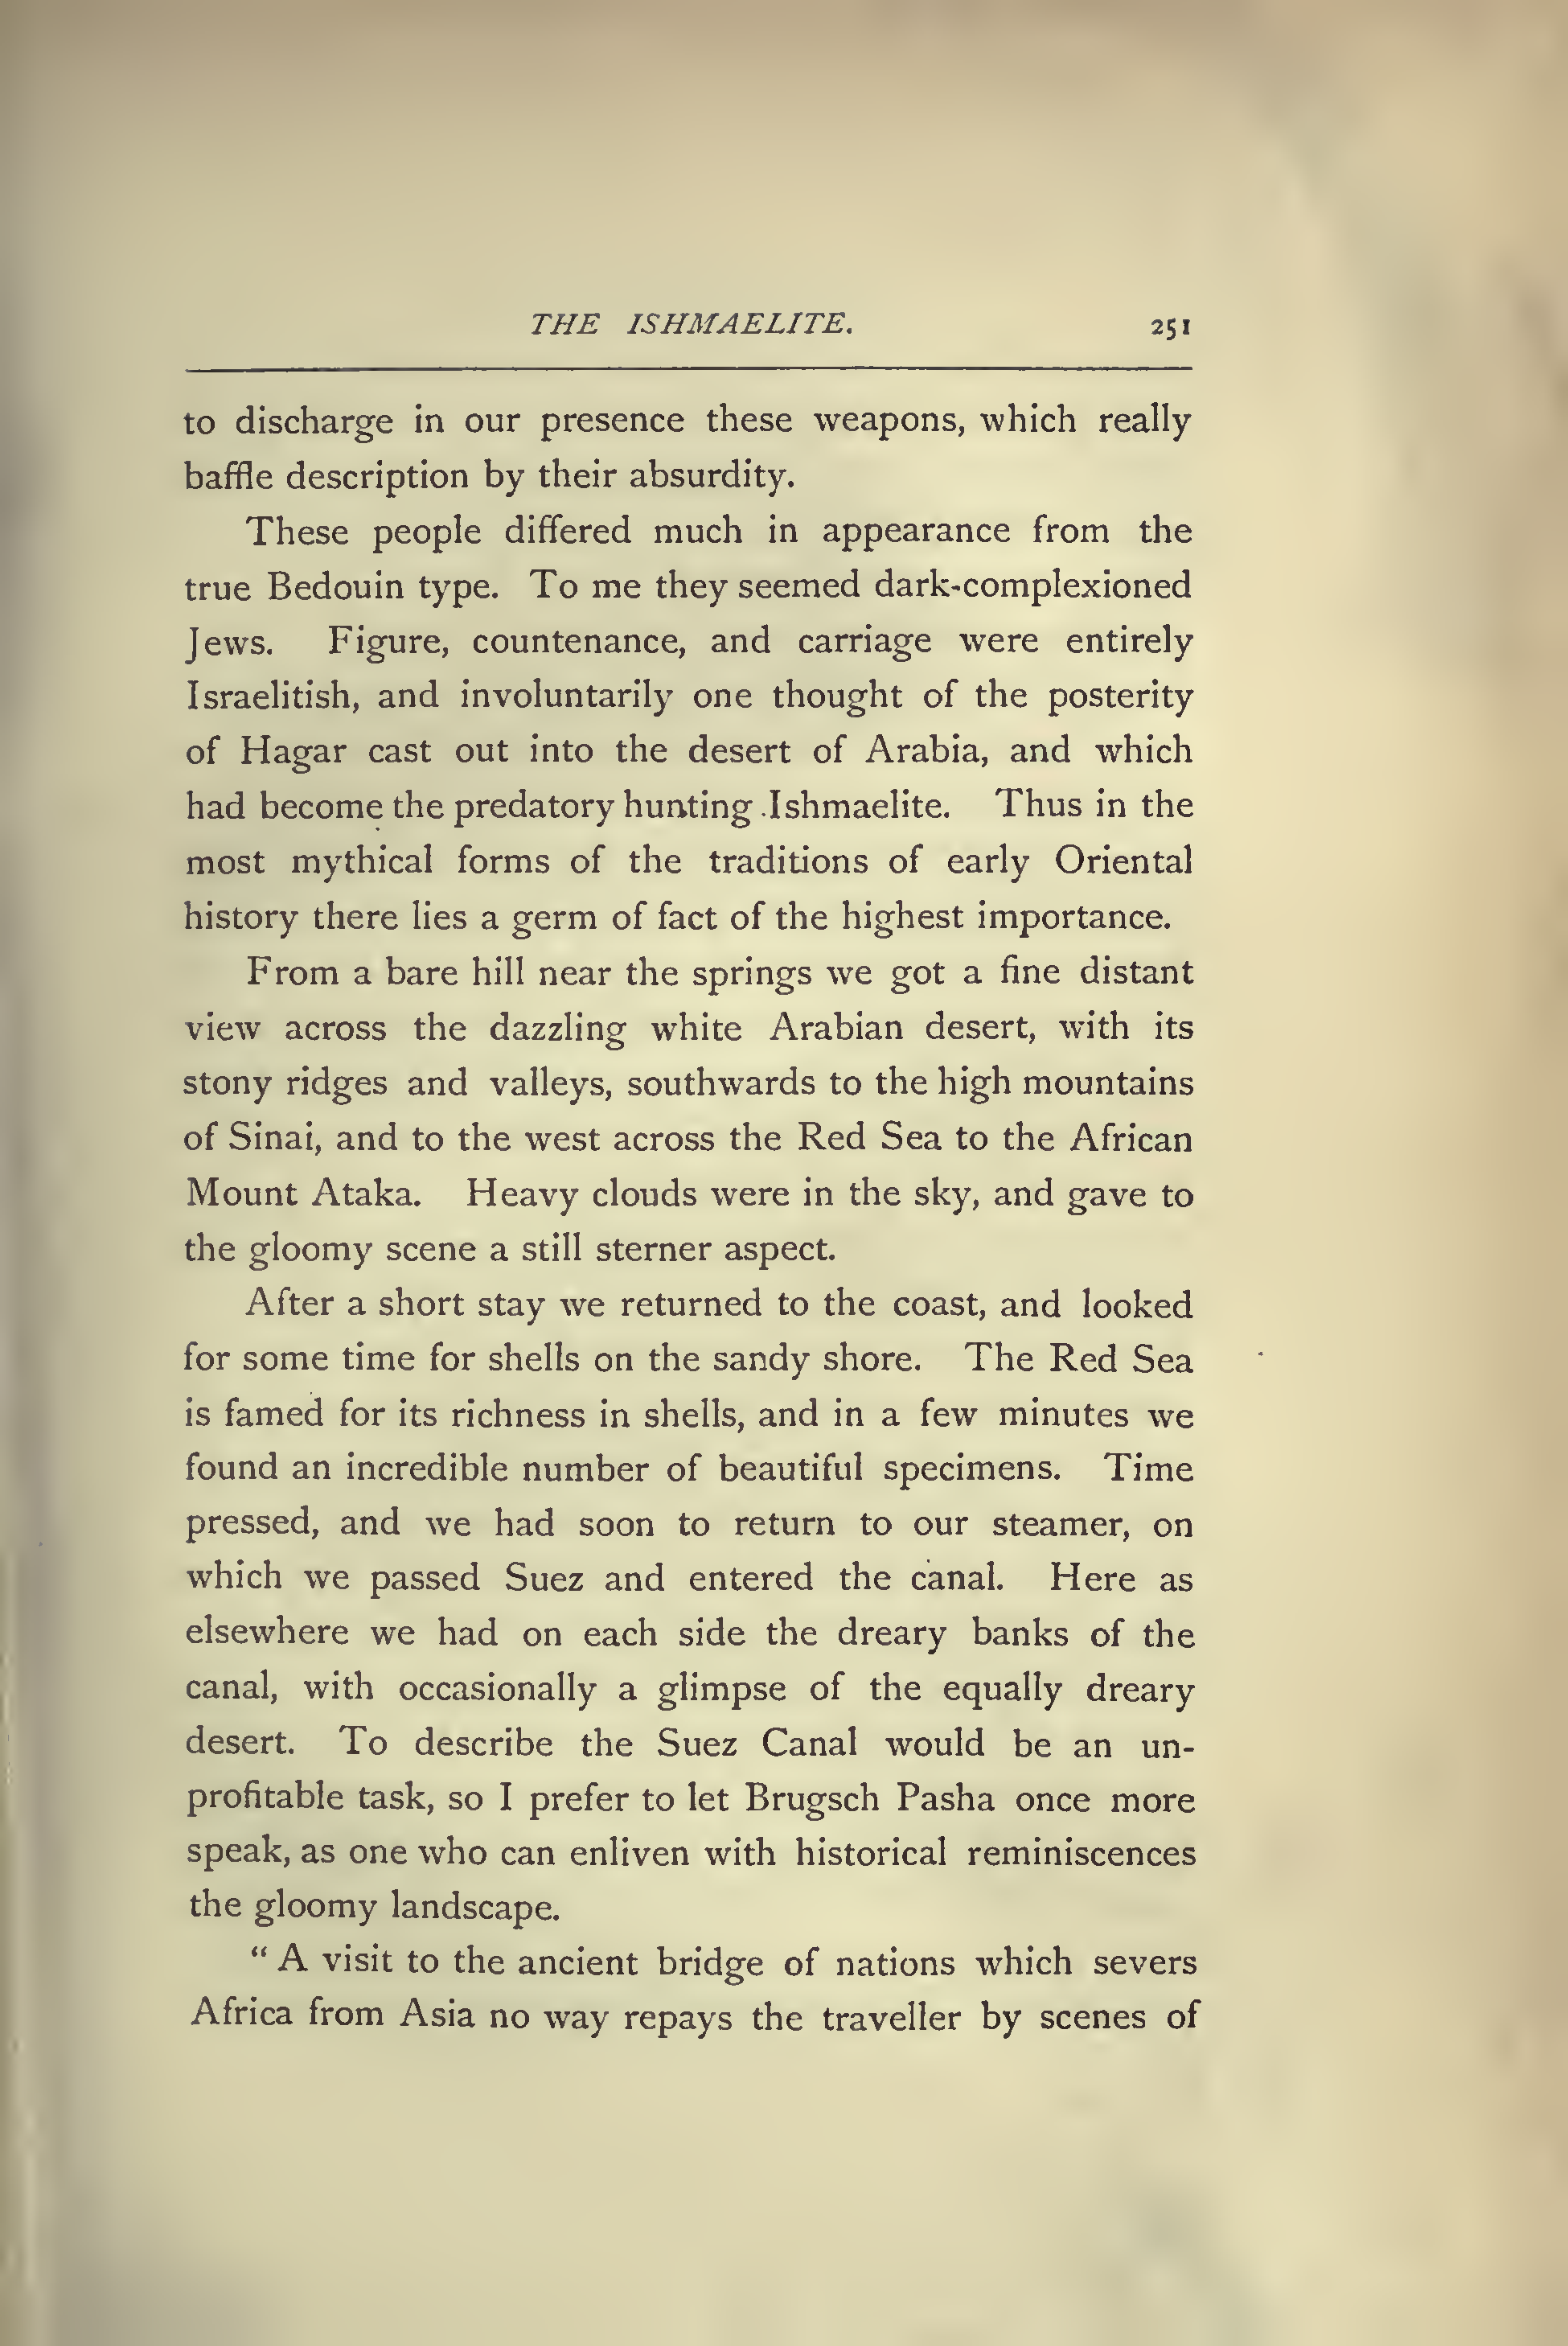 THE ISHMAELITE. 251
to discharge in our presence these weapons, which really
baffle description by their absurdity.
These people differed much in appearance from the
true Bedouin type. To me they seemed dark-complexioned
Jews. Figure, countenance, and carriage were entirely
Israelitish, and involuntarily one thought of the posterity
of Hagar cast out into the desert of Arabia, and which
had become the predatory hunting Ishmaelite. Thus in the
most mythical forms of the traditions of early Oriental
history there lies a germ of fact of the highest importance.
From a bare hill near the springs we got a fine distant
view across the dazzling white Arabian desert, with its
stony ridges and valleys, southwards to the high mountains
of Sinai, and to the west across the Red Sea to the African
Mount Ataka. Heavy clouds were in the sky, and gave to
the gloomy scene a still sterner aspect.
After a short stay we returned to the coast, and looked
for some time for shells on the sandy shore. The Red Sea
is famed for its richness in shells, and in a few minutes we
found an incredible number of beautiful specimens. Time
pressed, and we had soon to return to our steamer, on
which we passed Suez and entered the canal. Here as
elsewhere we had on each side the dreary banks of the
canal, with occasionally a glimpse of the equally dreary
desert. To describe the Suez Canal would be an un-
profitable task, so I prefer to let Brugsch Pasha once more
speak, as one who can enliven with historical reminiscences
the gloomy landscape.
“A visit to the ancient bridge of nations which severs
Africa from Asia no way repays the traveller by scenes of